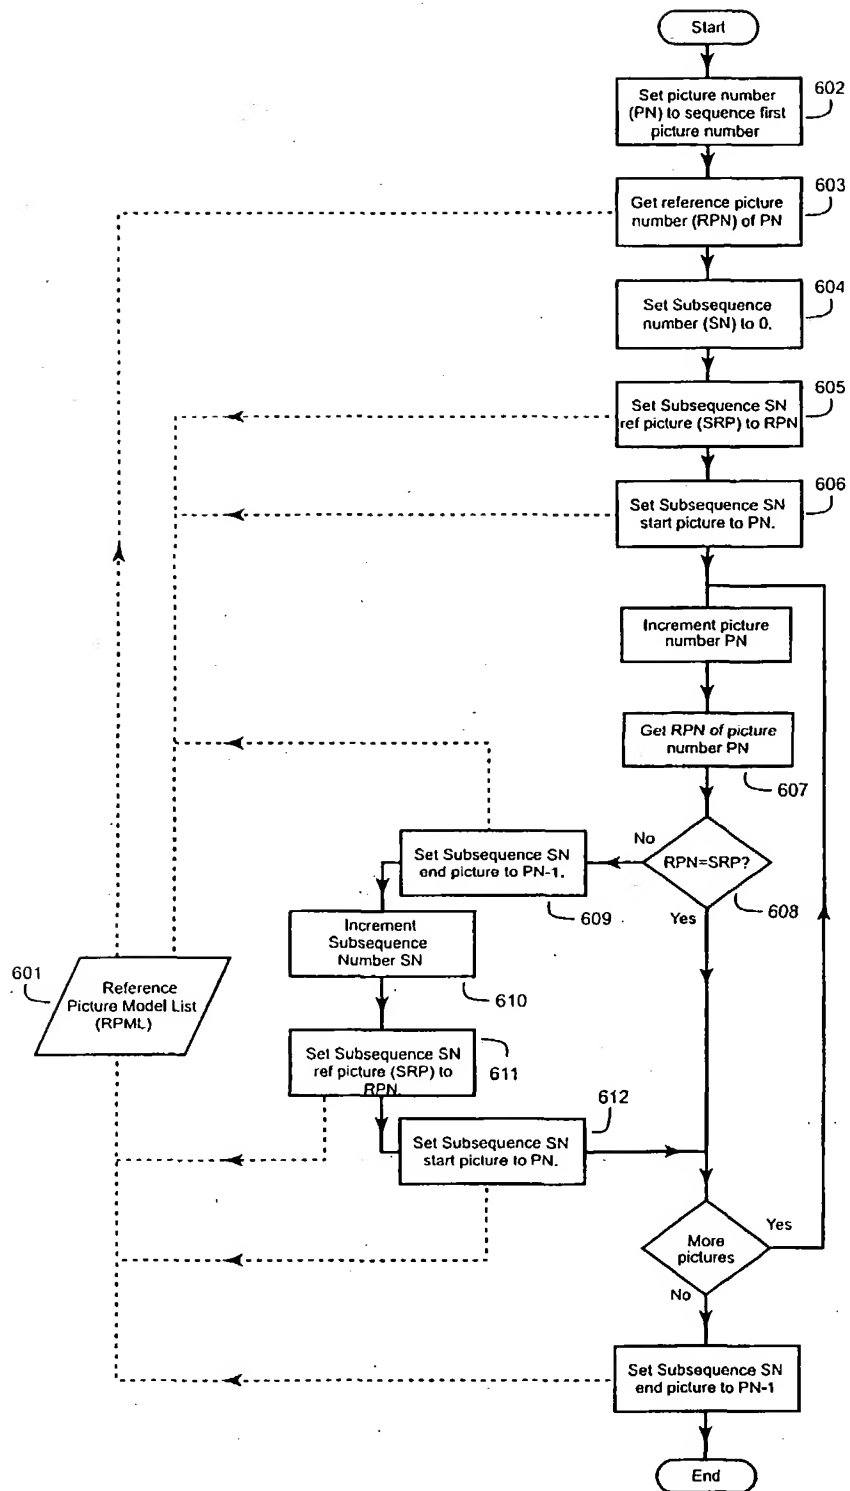 Start
Set picture number
(PN) to sequence first
picture number
602
Get reference picture
number (RPN) of PN
603
Set Subsequence
number (SN) to 0.
604
Set Subsequence SN
ref picture (SRP) to RPN
605
Set Subsequence SN
start picture to PN.
606
Increment picture
number PN
Get RPN of picture
number PN
607
RPN=SRP?
608
No
Yes
Set Subsequence SN
end picture to PN-1.
609
Increment
Subsequence
Number SN
610
601
Reference
Picture Model List
(RPML)
Set Subsequence SN
ref picture (SRP) to
RPN.
611
Set Subsequence SN
start picture to PN.
612
More
pictures
Yes
No
Set Subsequence SN
end picture to PN-1
End